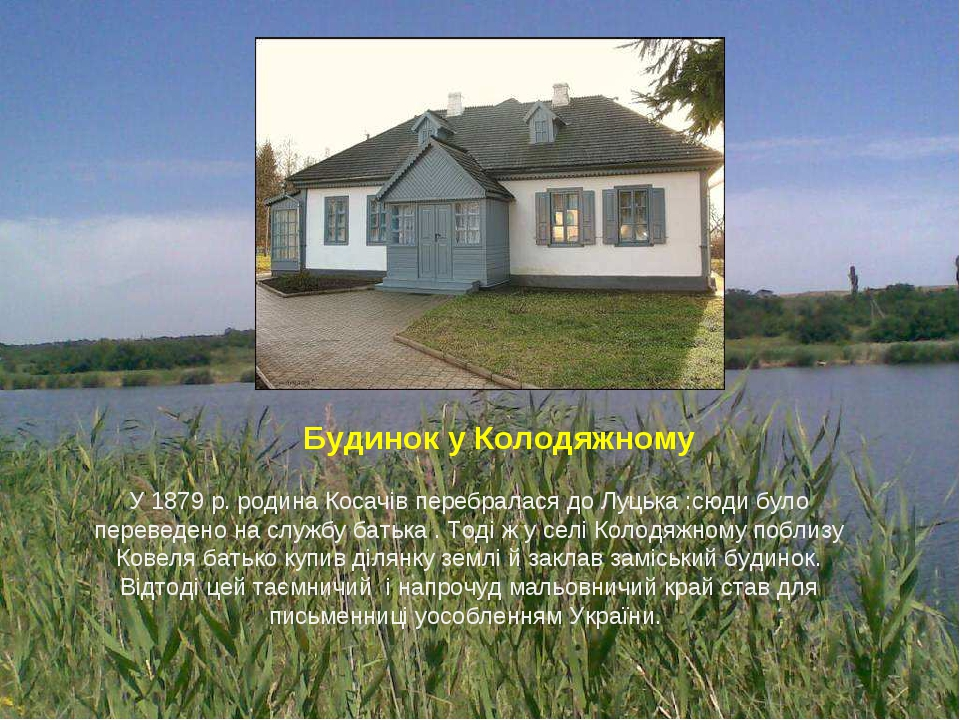 Будинок у Колодяжному
У 1879 р. родина Косачів перебралася до Луцька :сюди було
переведено на службу батька . Тоді ж у селі Колодяжному поблизу
Ковеля батько купив ділянку землі й заклав заміський будинок.
Відтоді цей таємничий  і напрочуд мальовничий край став для
письменниці уособленням України.